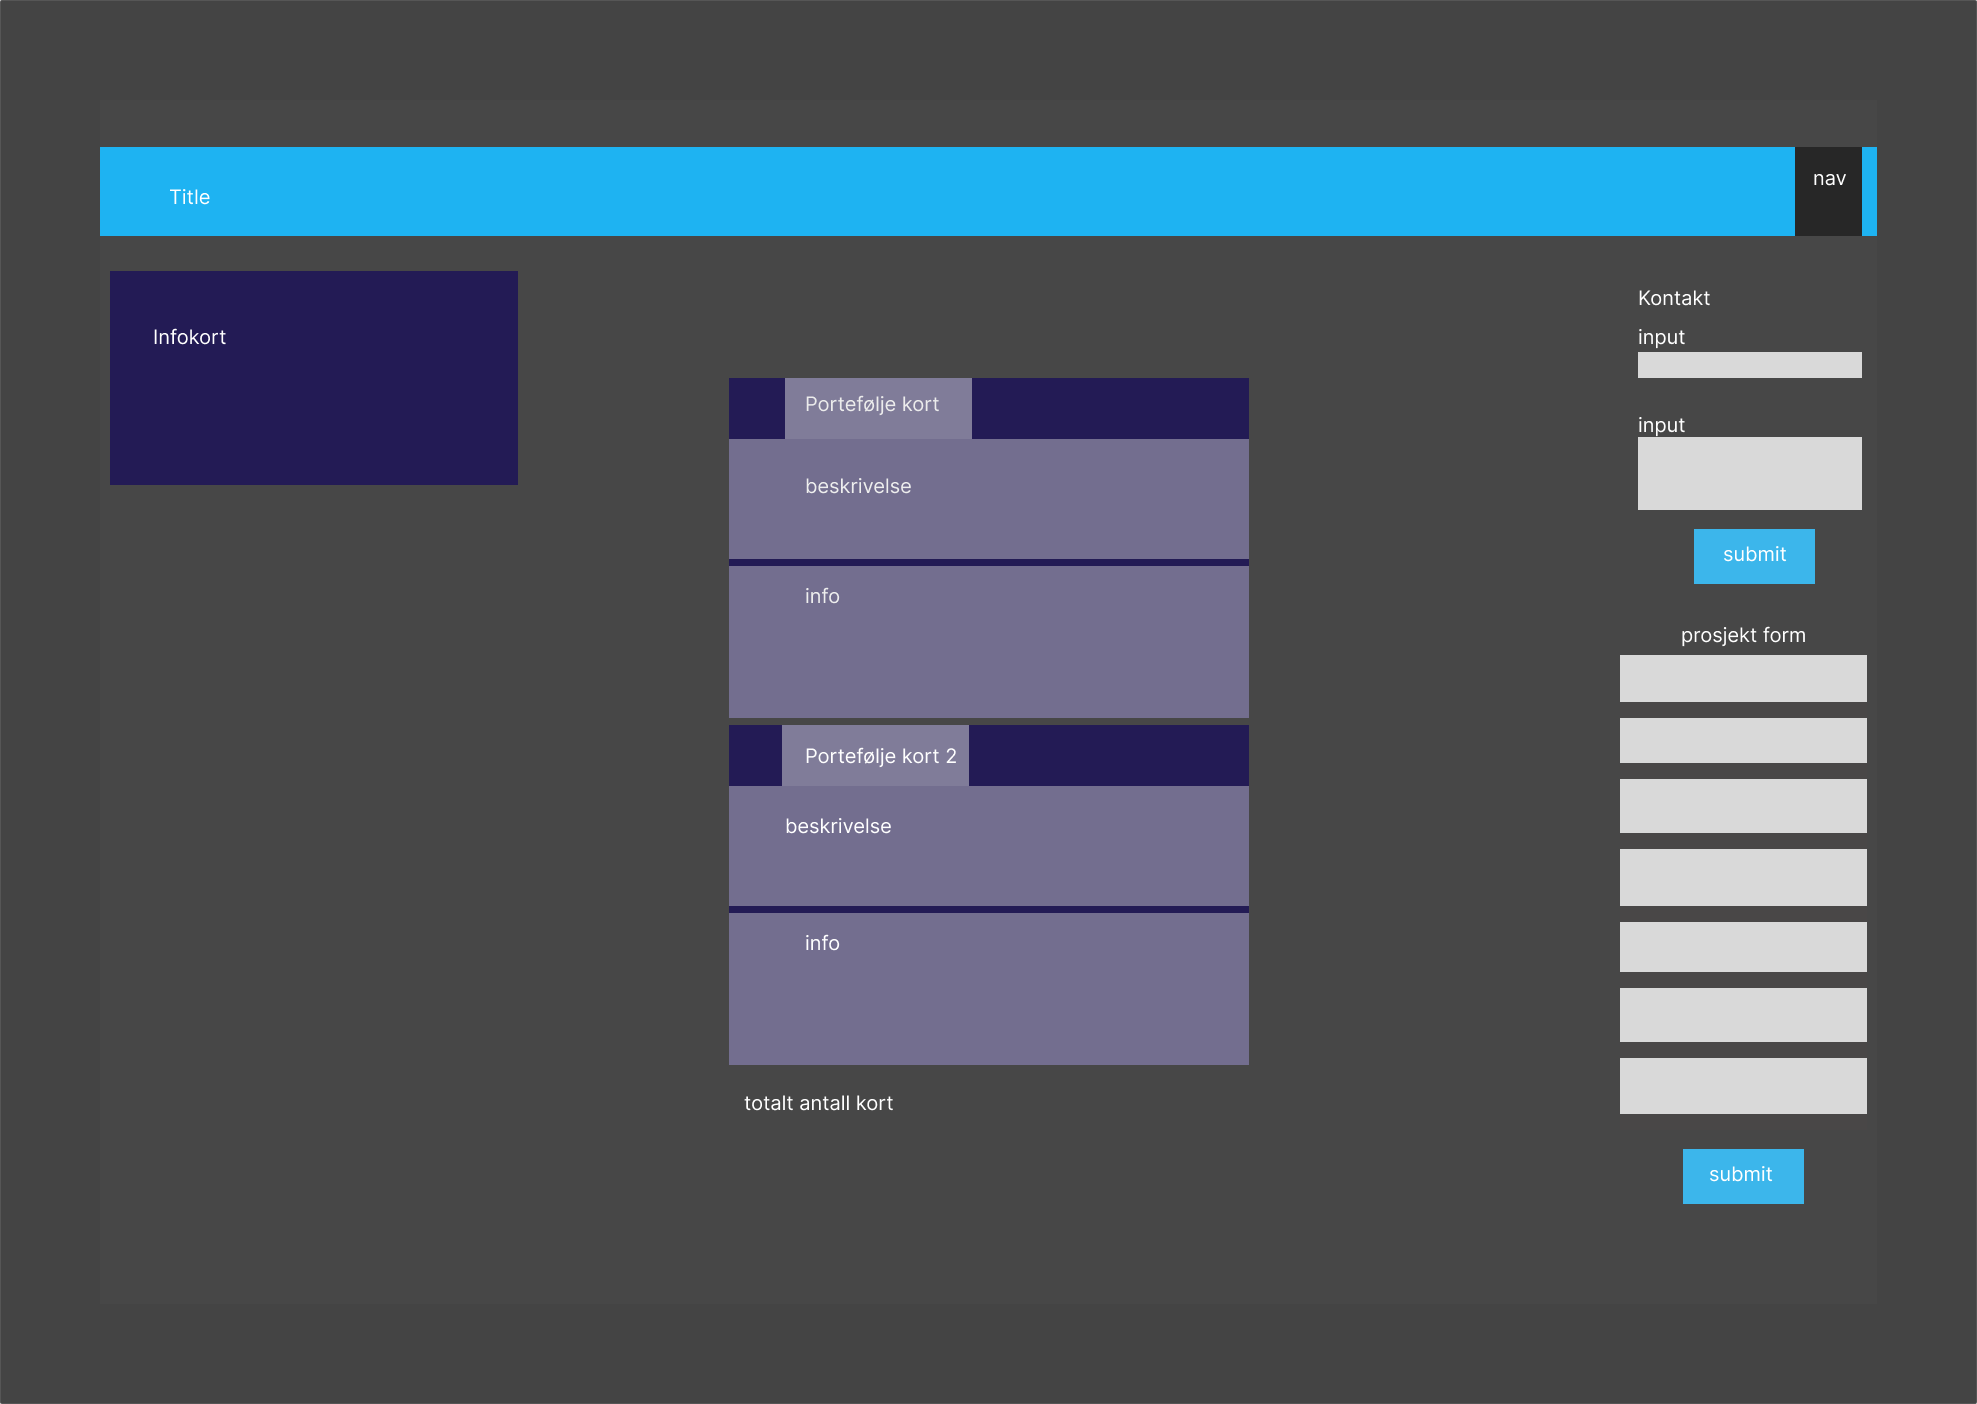 Title
nav
Infokort
Portefølje kort
beskrivelse
info
Portefølje kort 2
beskrivelse
info
totalt antall kort
Kontakt
input
input
submit
prosjekt form
submit